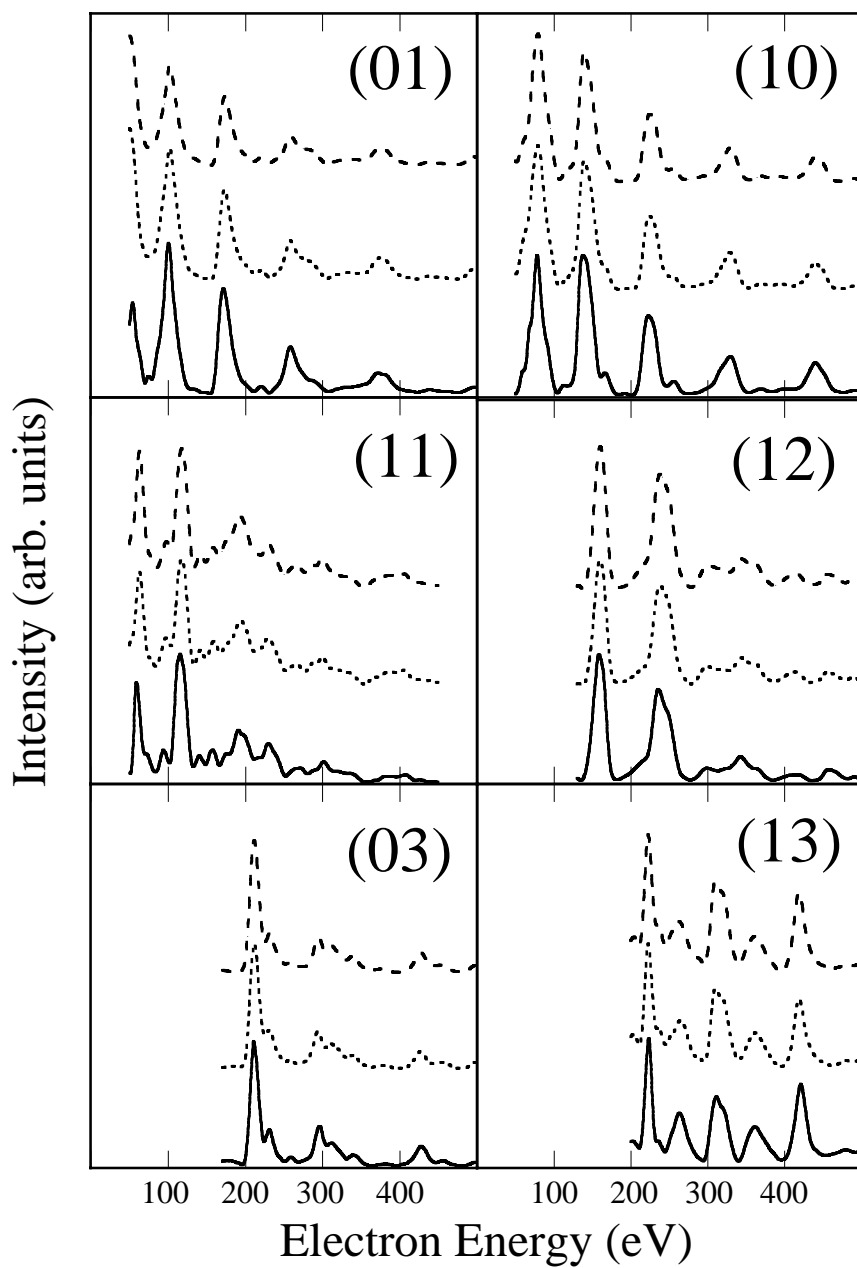 (01)
(10)
(11)
(12)
(03)
(13)
Intensity (arb. units)
100 200 300 400
100 200 300 400
Electron Energy (eV)